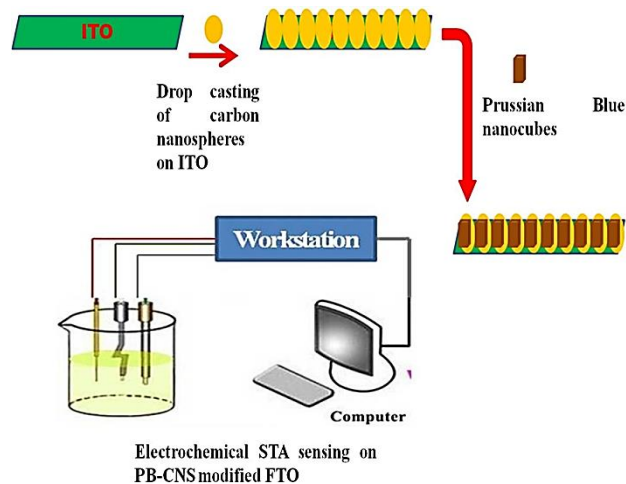 ITO
Drop casting
of carbon
nanospheres
on ITO
Prussian Blue
nanocubes
Workstation
Computer
Electrochemical STA sensing on
PB-CNS modified FTO